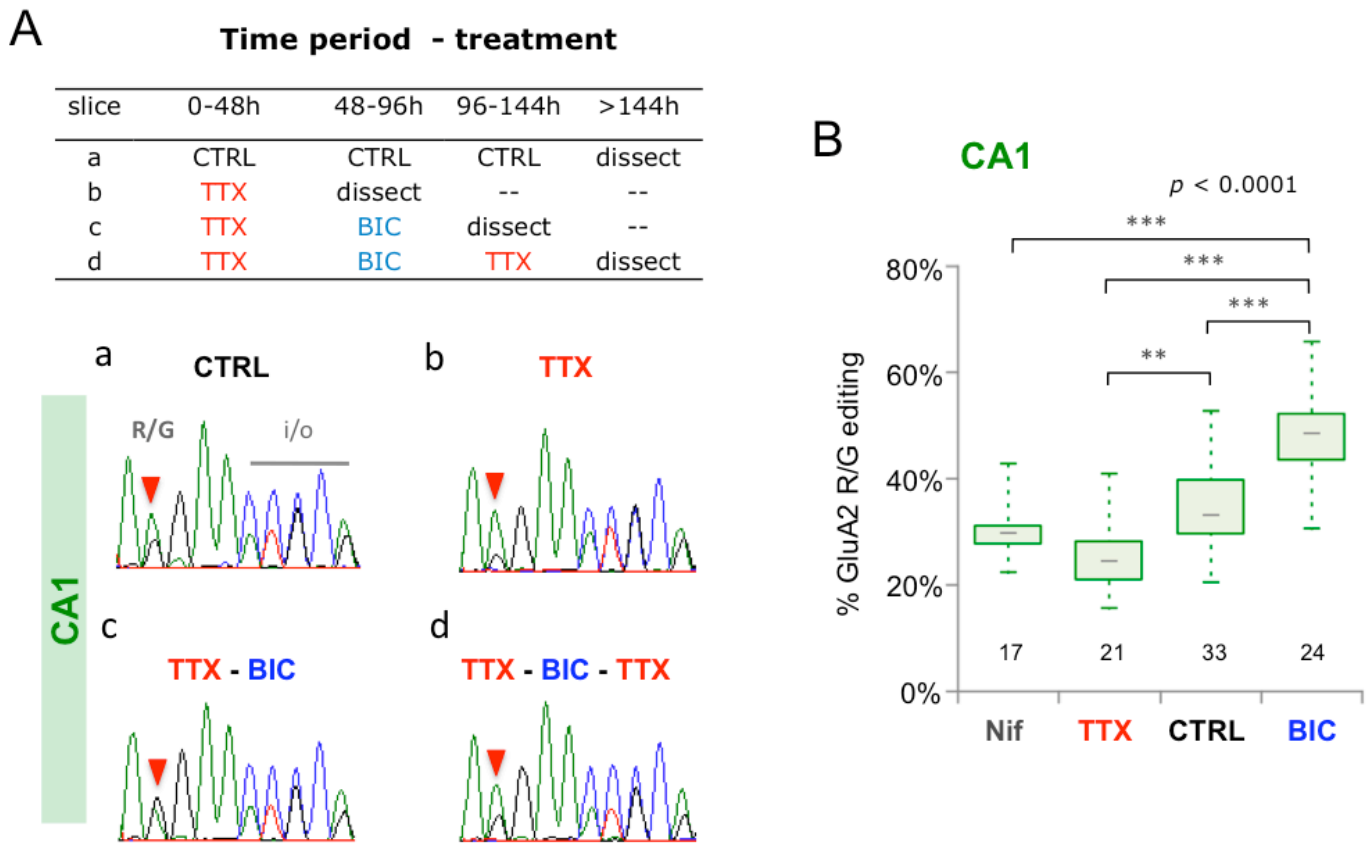 A
Time period - treatment
slice 0-48h 48-96h 96-144h >144h
a CTRL CTRL CTRL dissect
b TTX dissect -- --
c TTX BIC dissect --
d TTX BIC TTX dissect
a CTRL
b TTX
R/G i/o
CA1
c TTX - BIC
d TTX - BIC - TTX
B
CA1
p < 0.0001
***
***
***
**
% GluA2 R/G editing
80%
60%
40%
20%
0%
17 21 33 24
Nif TTX CTRL BIC